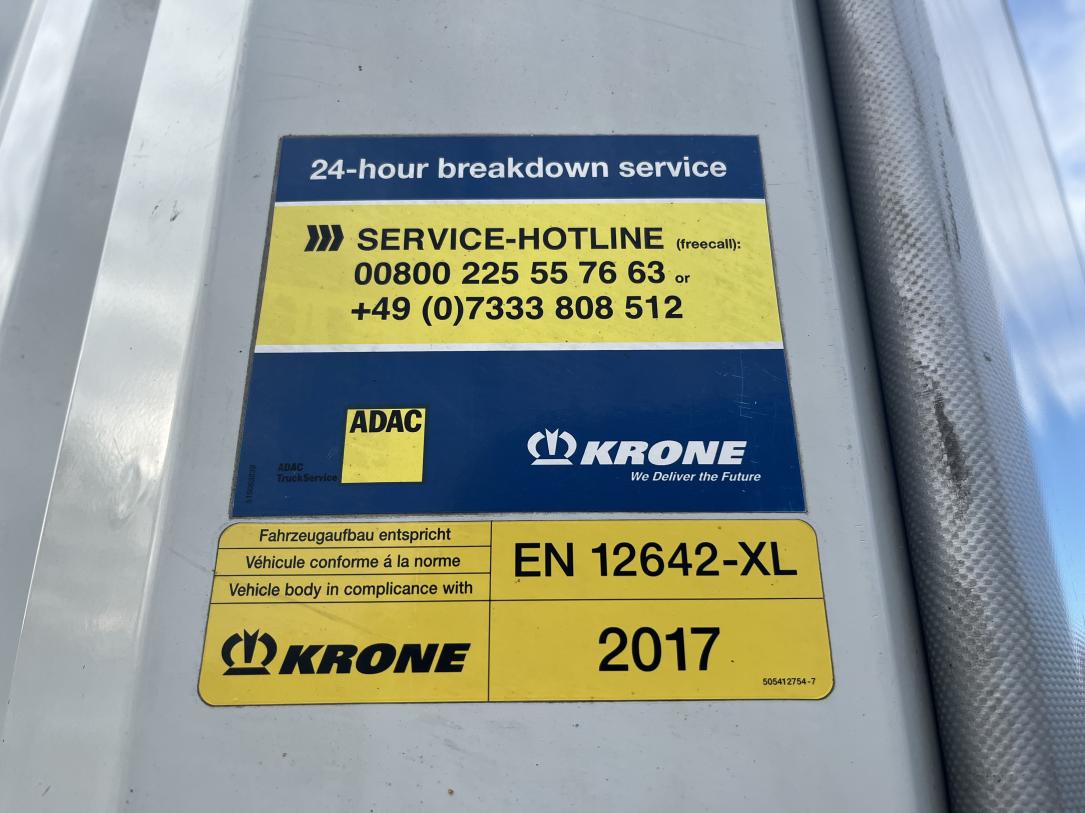 24-hour breakdown service
SERVICE-HOTLINE (freecall):
00800 225 55 76 63 or
+49 (0)7333 808 512
ADAC
ADAC
TruckService
KRONE
We Deliver the Future
Fahrzeugaufbau entspricht
Véhicule conforme á la norme
Vehicle body in compliance with
EN 12642-XL
KRONE
2017
505412754-7